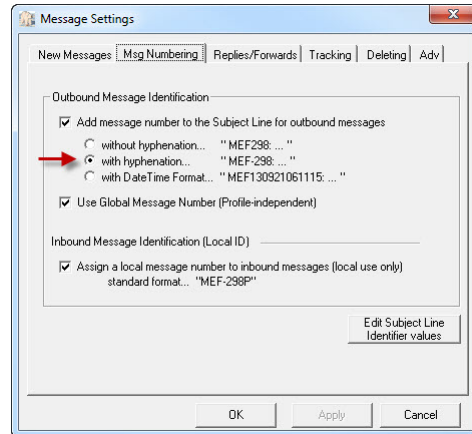 Message Settings
New Messages Msg Numbering Replies/Forwards Tracking Deleting Adv
Outbound Message Identification
Add message number to the Subject Line for outbound messages
without hyphenation... "MEF298: ... "
with hyphenation... "MEF-298: ... "
with DateTime Format... "MEF130921061115: ... "
Use Global Message Number (Profile-independent)
Inbound Message Identification (Local ID)
Assign a local message number to inbound messages (local use only)
standard format... "MEF-298P"
Edit Subject Line
Identifier values
OK Apply Cancel